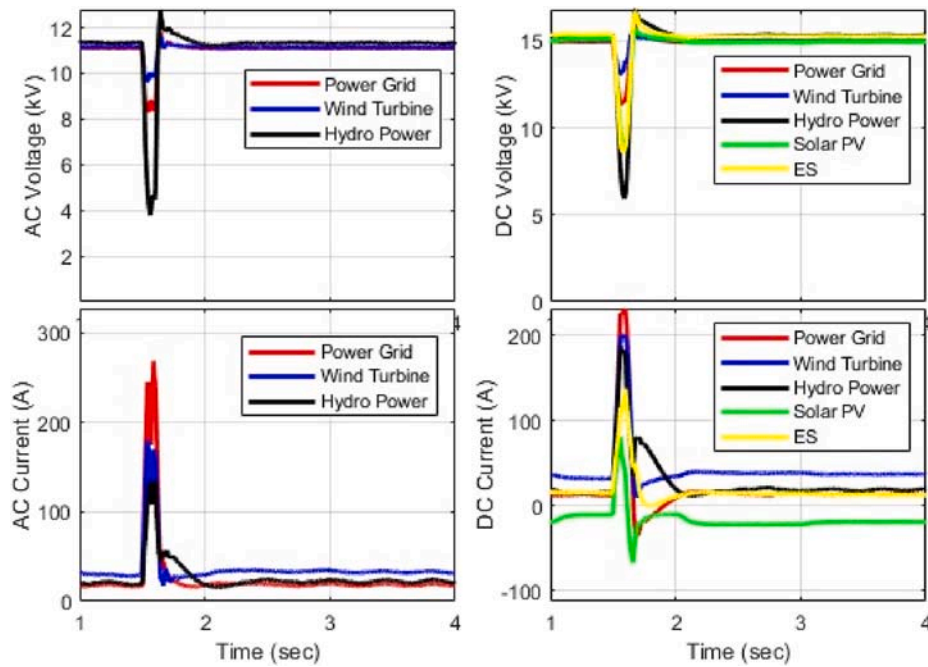 AC Voltage (kV)
12
10
8
6
4
2
Power Grid
Wind Turbine
Hydro Power
4
DC Voltage (kV)
15
10
5
0
Power Grid
Wind Turbine
Hydro Power
Solar PV
ES
4
AC Current (A)
300
200
100
0
Power Grid
Wind Turbine
Hydro Power
1
2
3
4
Time (sec)
DC Current (A)
200
100
0
-100
Power Grid
Wind Turbine
Hydro Power
Solar PV
ES
1
2
3
4
Time (sec)